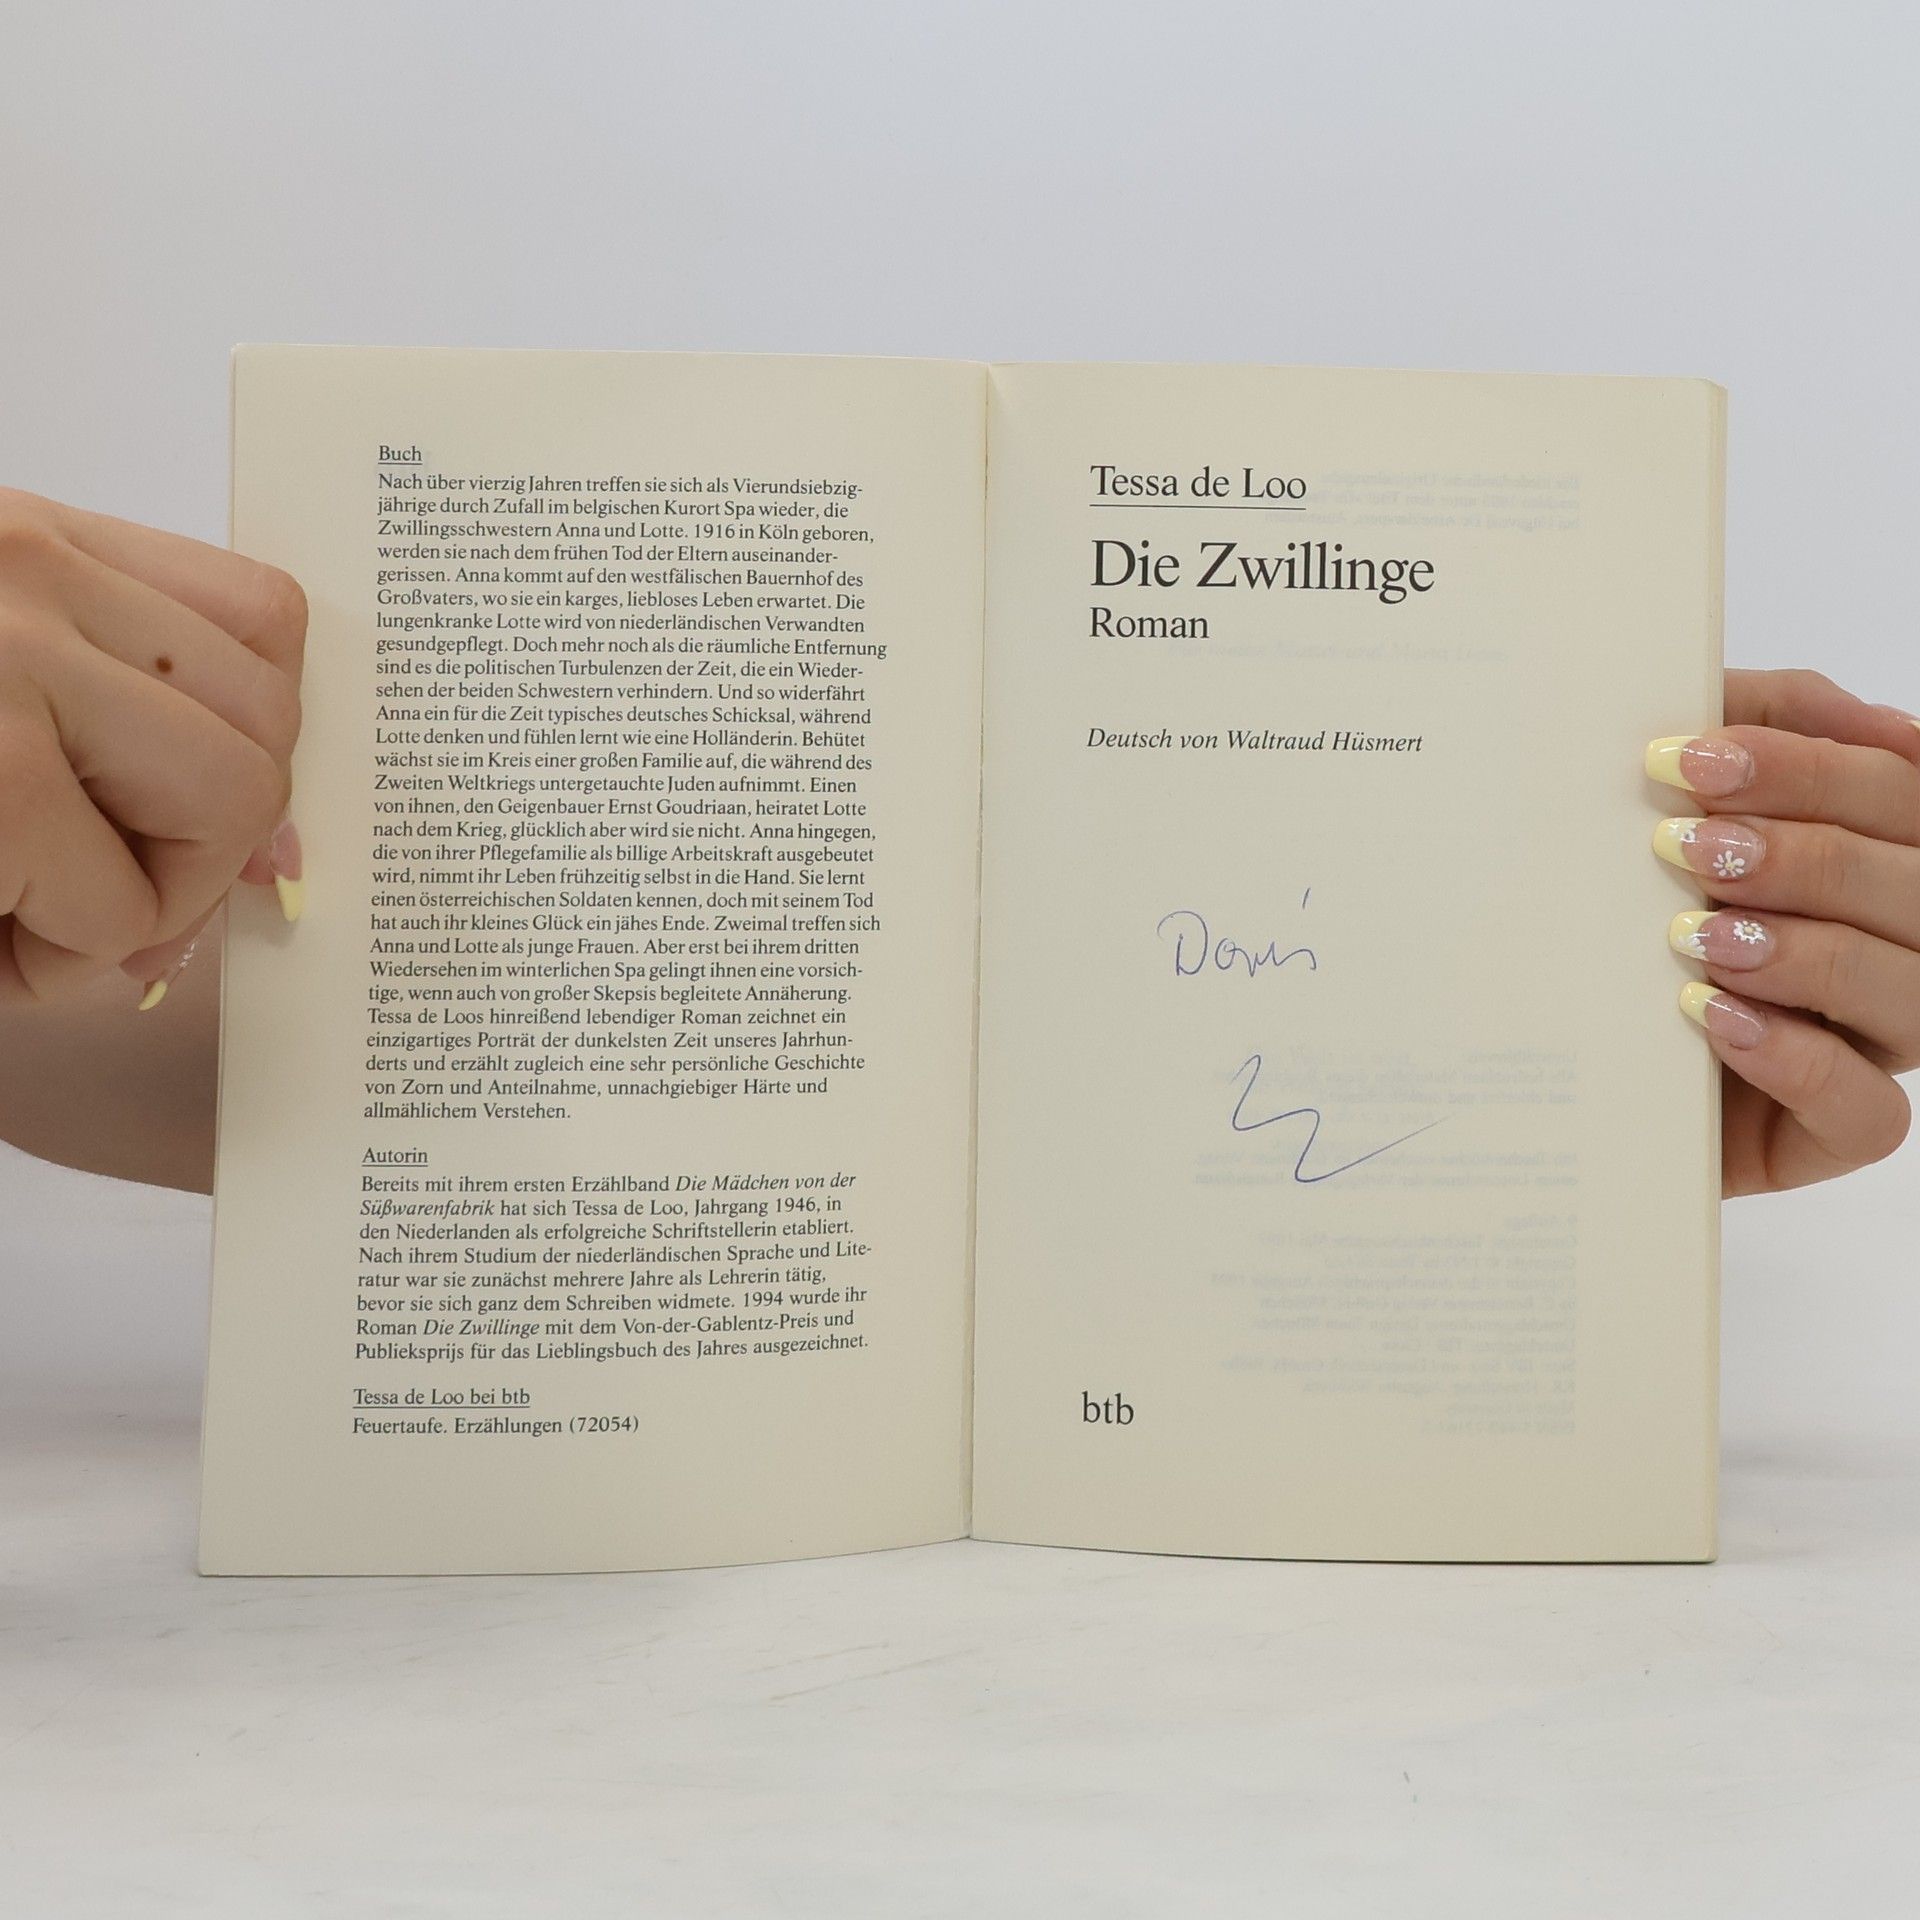 Buch
Nach über vierzig Jahren treffen sie sich als Vierundsiebzig-
jährige durch Zufall im belgischen Kurort Spa wieder, die
Zwillingsschwestern Anna und Lotte. 1916 in Köln geboren,
werden sie nach dem frühen Tod der Eltern auseinander-
gerissen. Anna kommt auf den westfälischen Bauernhof des
Großvaters, wo sie ein karges, liebloses Leben erwartet. Die
lungenkranke Lotte wird von niederländischen Verwandten
gesundgepflegt. Doch mehr noch als die räumliche Entfernung
sind es die politischen Turbulenzen der Zeit, die ein Wieder-
sehen der beiden Schwestern verhindern. Und so widerfährt
Anna ein für die Zeit typisches deutsches Schicksal, während
Lotte denken und fühlen lernt wie eine Holländerin. Behütet
wächst sie im Kreis einer großen Familie auf, die während des
Zweiten Weltkriegs untergetauchte Juden aufnimmt. Einen
von ihnen, den Geigenbauer Ernst Goudriaan, heiratet Lotte
nach dem Krieg, glücklich aber wird sie nicht. Anna hingegen,
die von ihrer Pflegefamilie als billige Arbeitskraft ausgebeutet
wird, nimmt ihr Leben frühzeitig selbst in die Hand. Sie lernt
einen österreichischen Soldaten kennen, doch mit seinem Tod
hat auch ihr kleines Glück ein jähes Ende. Zweimal treffen sich
Anna und Lotte als junge Frauen. Aber erst bei ihrem dritten
Wiedersehen im winterlichen Spa gelingt ihnen eine vorsich-
tige, wenn auch von großer Skepsis begleitete Annäherung.
Tessa de Loos hinreißend lebendiger Roman zeichnet ein
einzigartiges Porträt der dunkelsten Zeit unseres Jahrhun-
derts und erzählt zugleich eine sehr persönliche Geschichte
von Zorn und Anteilnahme, unnachgiebiger Härte und
allmählichem Verstehen.
Autorin
Bereits mit ihrem ersten Erzählband Die Mädchen von der
Süßwarenfabrik hat sich Tessa de Loo, Jahrgang 1946, in
den Niederlanden als erfolgreiche Schriftstellerin etabliert.
Nach ihrem Studium der niederländischen Sprache und Lite-
ratur war sie zunächst mehrere Jahre als Lehrerin tätig,
bevor sie sich ganz dem Schreiben widmete. 1994 wurde ihr
Roman Die Zwillinge mit dem Von-der-Gablentz-Preis und
Publieksprijs für das Lieblingsbuch des Jahres ausgezeichnet.
Tessa de Loo bei btb
Feuertaufe. Erzählungen (72054)
Tessa de Loo
Die Zwillinge
Roman
Deutsch von Waltraud Hüsmert
Doris
btb